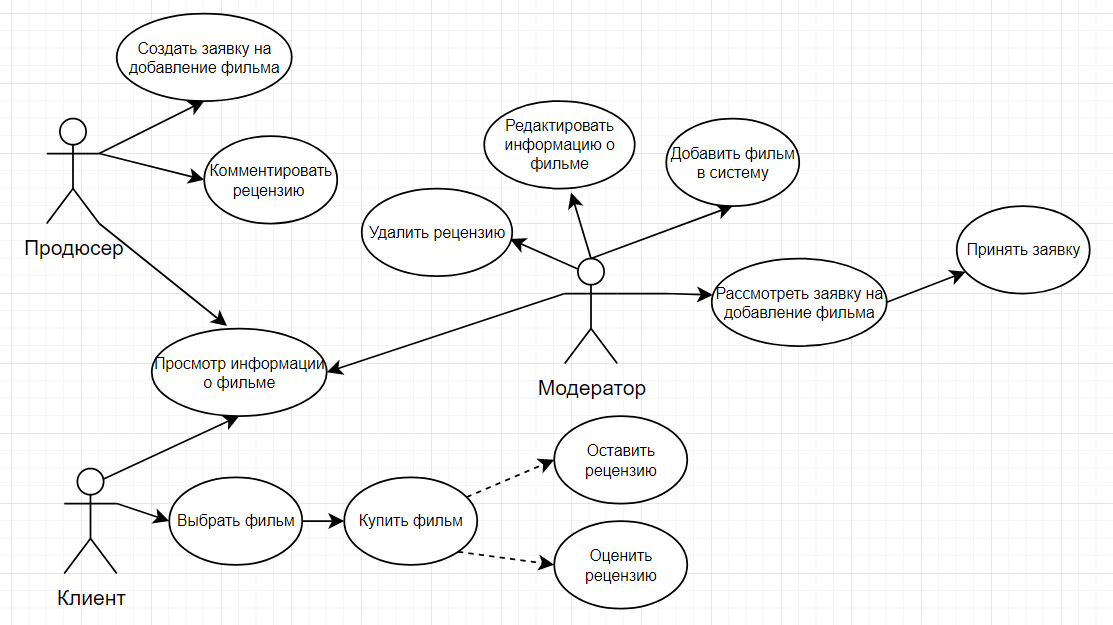 Создать заявку на
добавление фильма
Комментировать
рецензию
Продюсер
Редактировать
информацию о
фильме
Добавить фильм
в систему
Удалить рецензию
Принять заявку
Рассмотреть заявку на
добавление фильма
Модератор
Просмотр информации
о фильме
Оставить
рецензию
Выбрать фильм
Купить фильм
Оценить
рецензию
Клиент